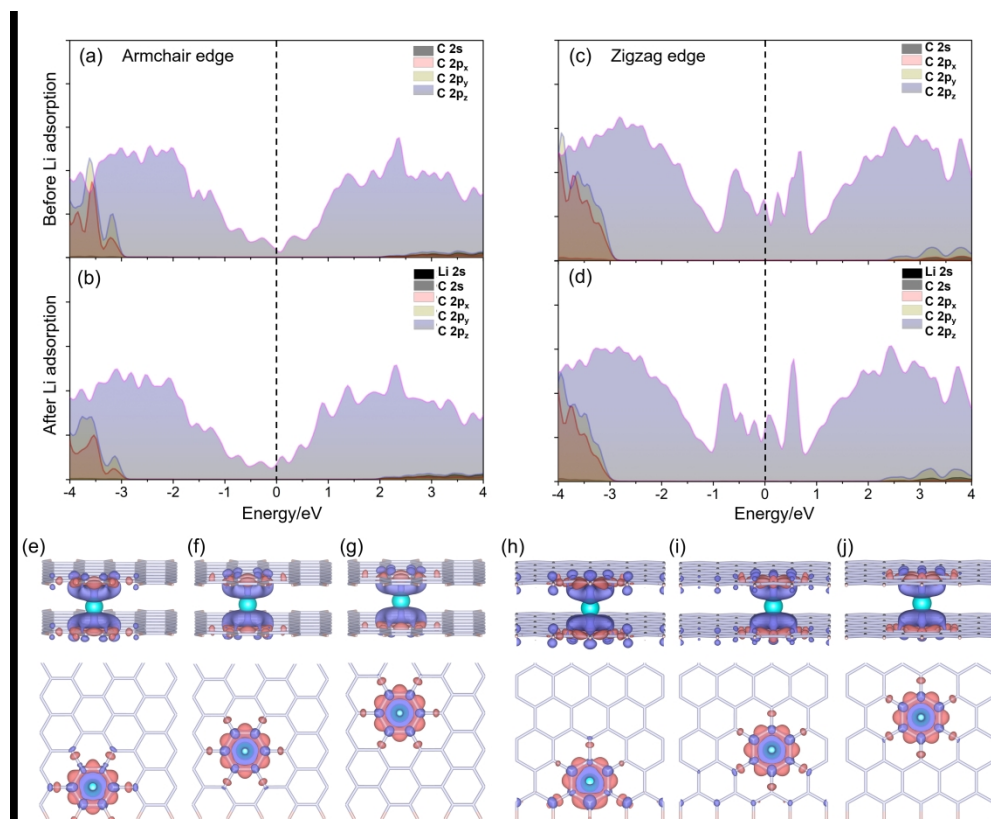 (a) Armchair edge
C 2s
C 2px
C 2py
C 2pz
Before Li adsorption
(c) Zigzag edge
C 2s
C 2px
C 2py
C 2pz
(b)
Li 2s
C 2s
C 2px
C 2py
C 2pz
After Li adsorption
-4 -3 -2 -1 0 1 2 3 4
Energy/eV
(d)
Li 2s
C 2s
C 2px
C 2py
C 2pz
-4 -3 -2 -1 0 1 2 3 4
Energy/eV
(e) (f) (g) (h) (i) (j)